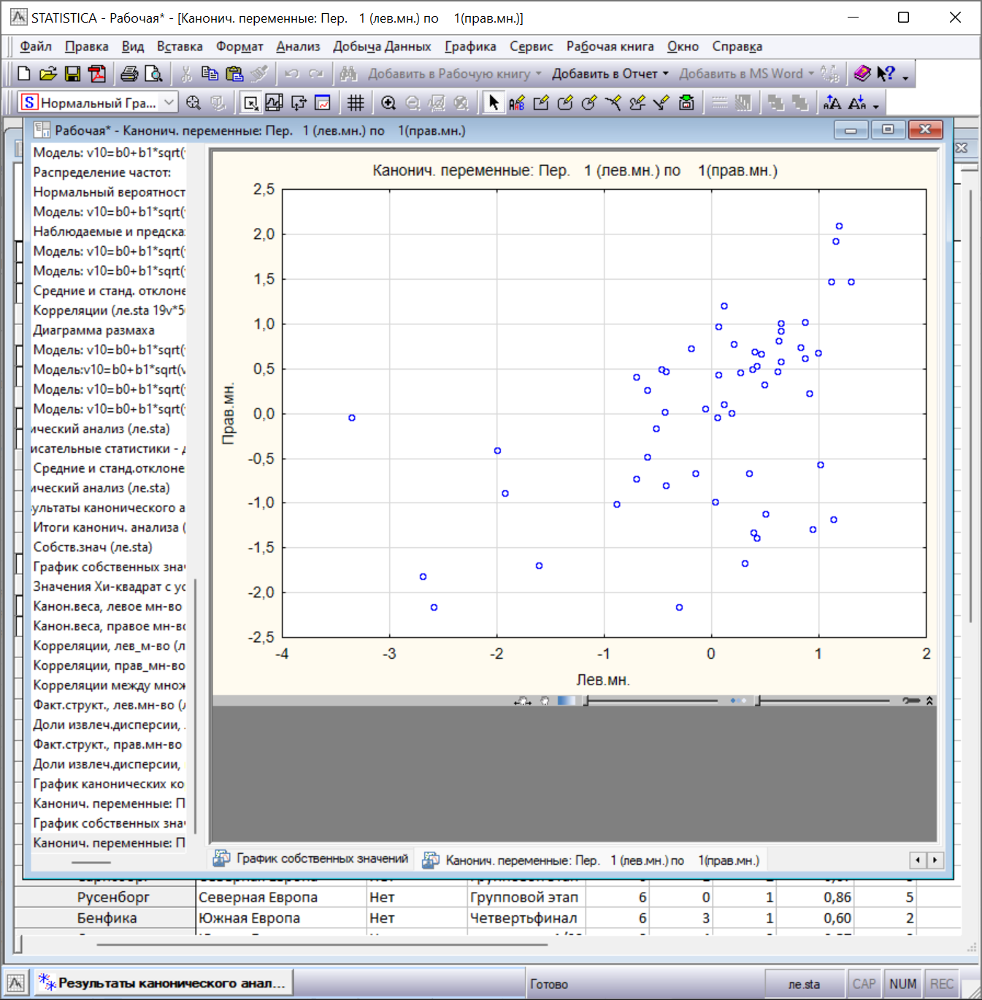 STATISTICA - Рабочая* - [Канонич. переменные: Пер. 1 (лев.мн.) по 1(прав.мн.)]
Файл Правка Вид Вставка Формат Анализ Добыча Данных Графика Сервис Рабочая книга Окно Справка
Добавить в Рабочую книгу Добавить в Отчет Добавить в MS Word
Нормальный Гра...
Рабочая* - Канонич. переменные: Пер. 1 (лев.мн.) по 1(прав.мн.)
Модель: v10=b0+b1*sqrt(
Распределение частот:
Нормальный вероятност
Модель: v10=b0+b1*sqrt(
Наблюдаемые и предска
Модель: v10=b0+b1*sqrt(
Модель: v10=b0+b1*sqrt(
Средние и станд. отклоне
Корреляции (ле.sta 19v*5
Диаграмма размаха
Модель: v10=b0+b1*sqrt(
Модель:v10=b0+b1*sqrt(v
Модель: v10=b0+b1*sqrt(
Модель: v10=b0+b1*sqrt(
ический анализ (ле.sta)
исательные статистики - д
Средние и станд.отклоне
ический анализ (ле.sta)
ультаты канонического а
Итоги канонич. анализа (
Собств.знач (ле.sta)
График собственных знач
Значения Хи-квадрат с ус
Канон.веса, левое мн-во
Канон.веса, правое мн-во
Корреляции, лев_м-во (л
Корреляции, прав_мн-во
Корреляции между множ
Факт.структ., лев.мн-во (л
Доли извлеч.дисперсии,
Факт.структ., прав.мн-во
Доли извлеч.дисперсии,
График канонических ко
Канонич. переменные: П
График собственных знач
Канонич. переменные: П
Канонич. переменные: Пер. 1 (лев.мн.) по 1(прав.мн.)
2,5
2,0
1,5
1,0
0,5
0,0
-0,5
-1,0
-1,5
-2,0
-2,5
Прав.мн.
-4 -3 -2 -1 0 1 2
Лев.мн.
График собственных значений Канонич. переменные: Пер. 1 (лев.мн.) по 1(прав.мн.)
Русенборг Северная Европа Нет Групповой этап 6 0 1 0,86 5
Бенфика Южная Европа Нет Четвертьфинал 6 3 1 0,60 2
Результаты канонического анал... Готово ле.sta CAP NUM REC